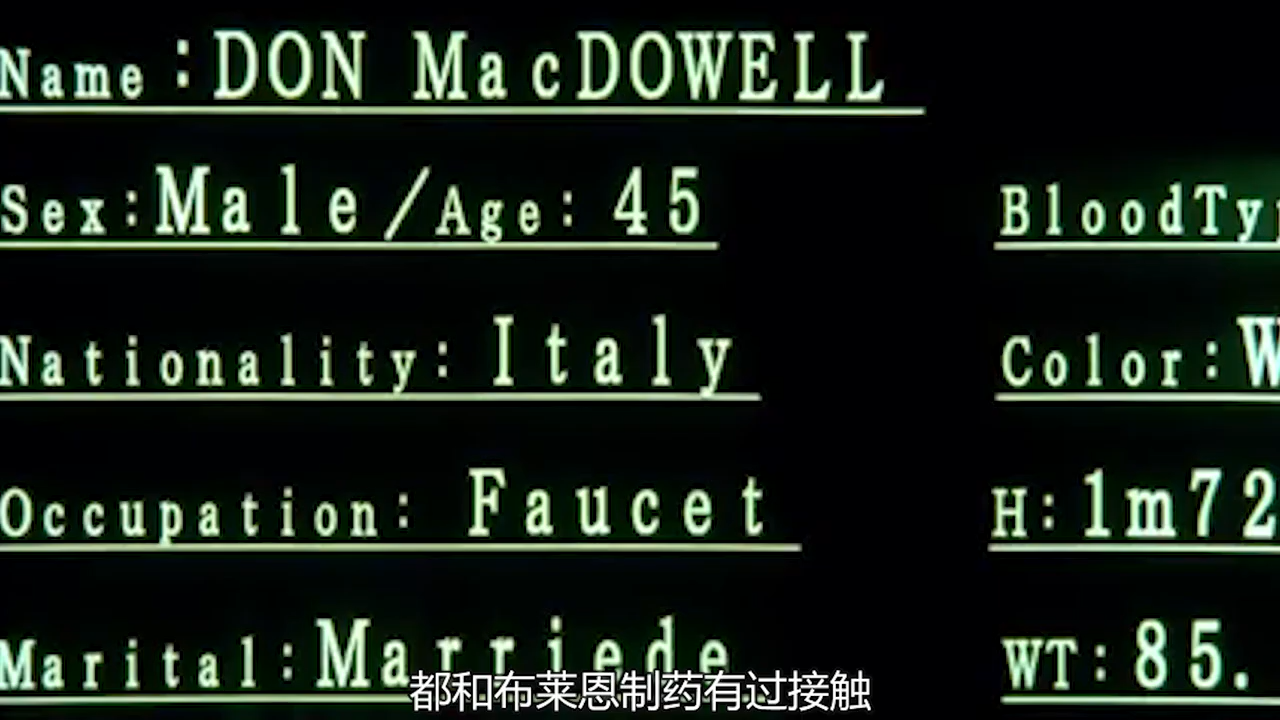 Name:DON MacDOWELL
Sex:Male/Age: 45
BloodTyp
Nationality: Italy
Color:W
Occupation: Faucet
H:1m72
Marital:Marriede
WT:85.
都和布莱恩制药有过接触